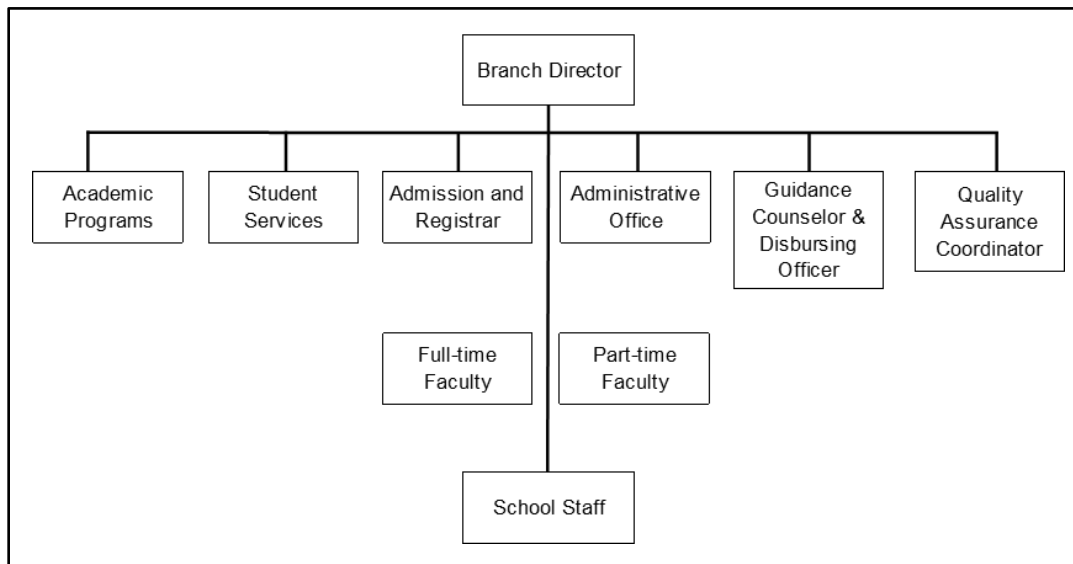 Branch Director
Academic
Programs
Student
Services
Admission and
Registrar
Administrative
Office
Guidance
Counselor &
Disbursing
Officer
Quality
Assurance
Coordinator
Full-time
Faculty
Part-time
Faculty
School Staff